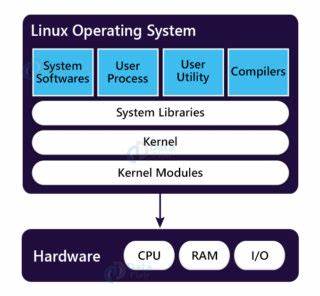 Linux Operating System
System Softwares
User Process
User Utility
Compilers
System Libraries
Kernel
Kernel Modules
Hardware
CPU
RAM
I/O